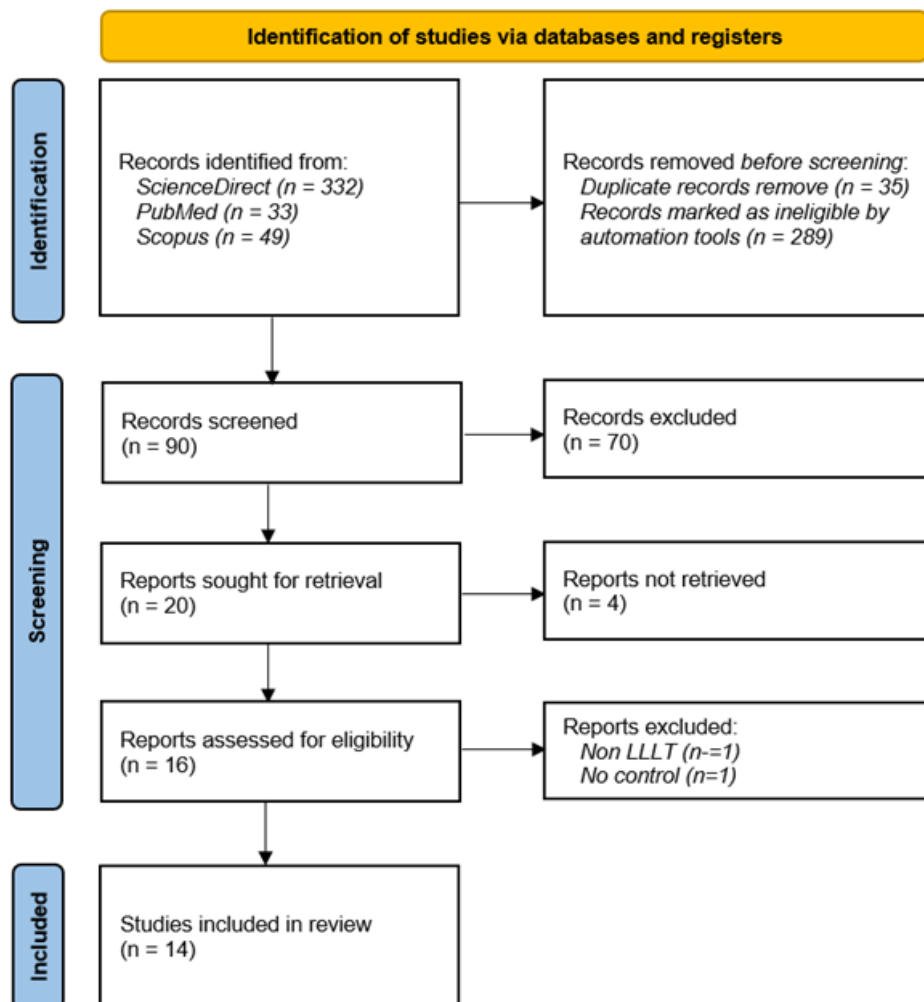 Identification of studies via databases and registers
Identification
Records identified from:
ScienceDirect (n = 332)
PubMed (n = 33)
Scopus (n = 49)
Records removed before screening:
Duplicate records remove (n = 35)
Records marked as ineligible by
automation tools (n = 289)
Screening
Records screened
(n = 90)
Records excluded
(n = 70)
Reports sought for retrieval
(n = 20)
Reports not retrieved
(n = 4)
Reports assessed for eligibility
(n = 16)
Reports excluded:
Non LLLT (n-=1)
No control (n=1)
Included
Studies included in review
(n = 14)